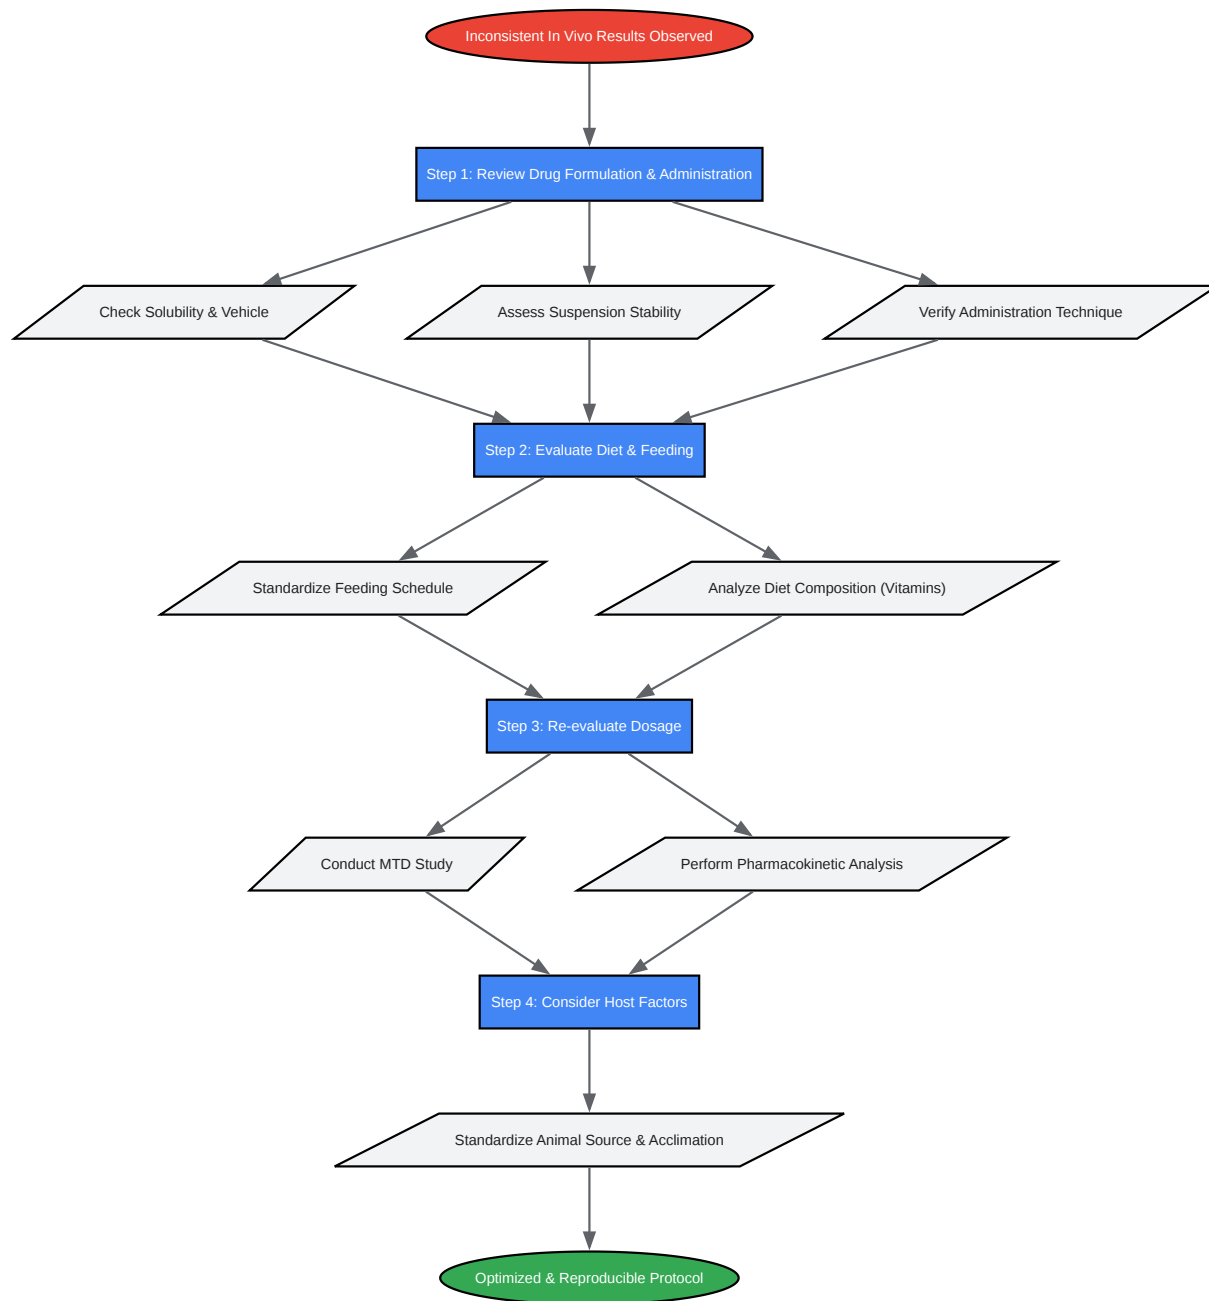 Inconsistent In Vivo Results Observed
Step 1: Review Drug Formulation & Administration
Check Solubility & Vehicle
Assess Suspension Stability
Verify Administration Technique
Step 2: Evaluate Diet & Feeding
Standardize Feeding Schedule
Analyze Diet Composition (Vitamins)
Step 3: Re-evaluate Dosage
Conduct MTD Study
Perform Pharmacokinetic Analysis
Step 4: Consider Host Factors
Standardize Animal Source & Acclimation
Optimized & Reproducible Protocol